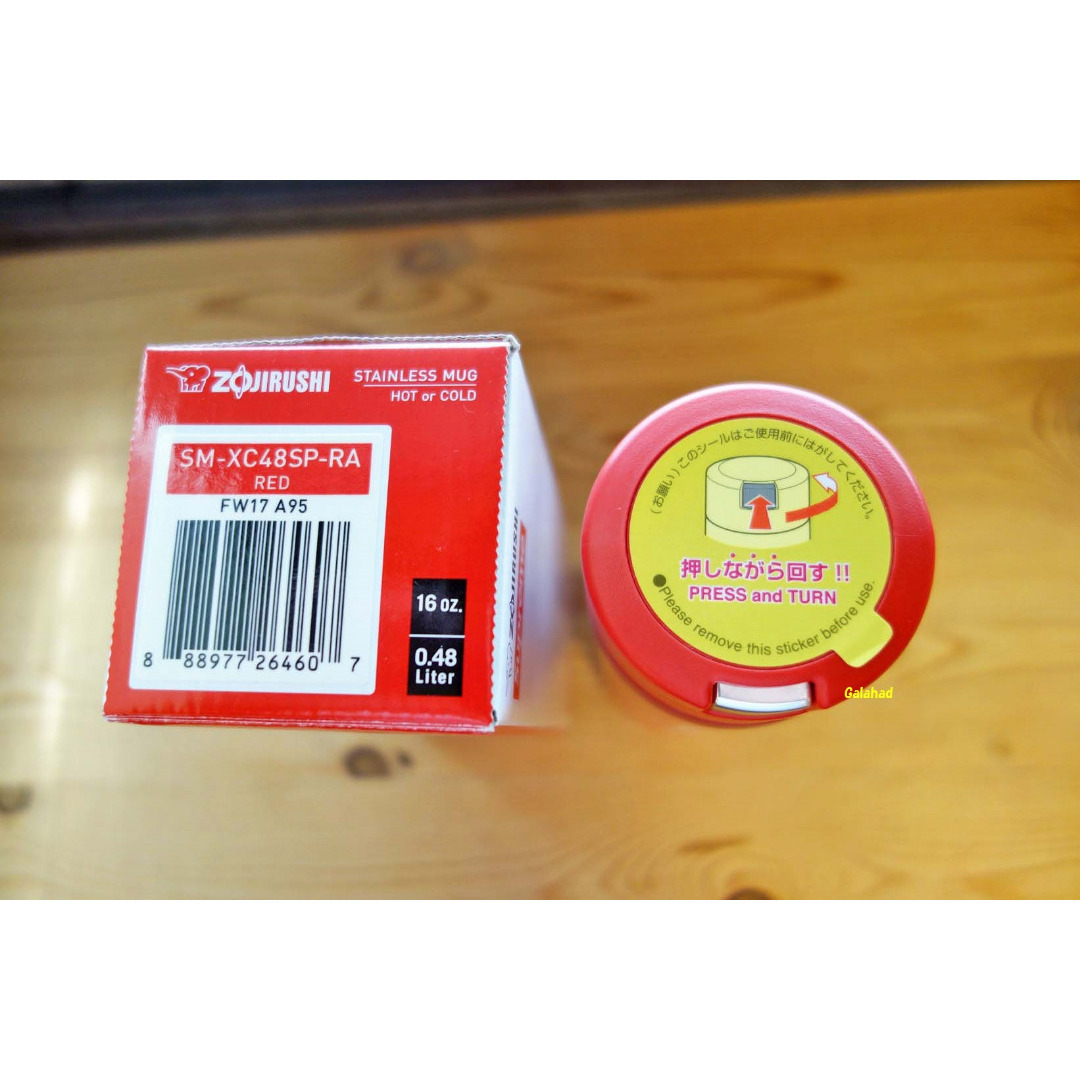 ZOJIRUSHI
STAINLESS MUG
HOT or COLD
SM-XC48SP-RA
RED
FW17 A95
8 88977 26460 7
16 oz.
0.48
Liter
(お願い)このシールはご使用前にはがしてください。
押しながら回す!!
PRESS and TURN
●Please remove this sticker before use.
Galahad